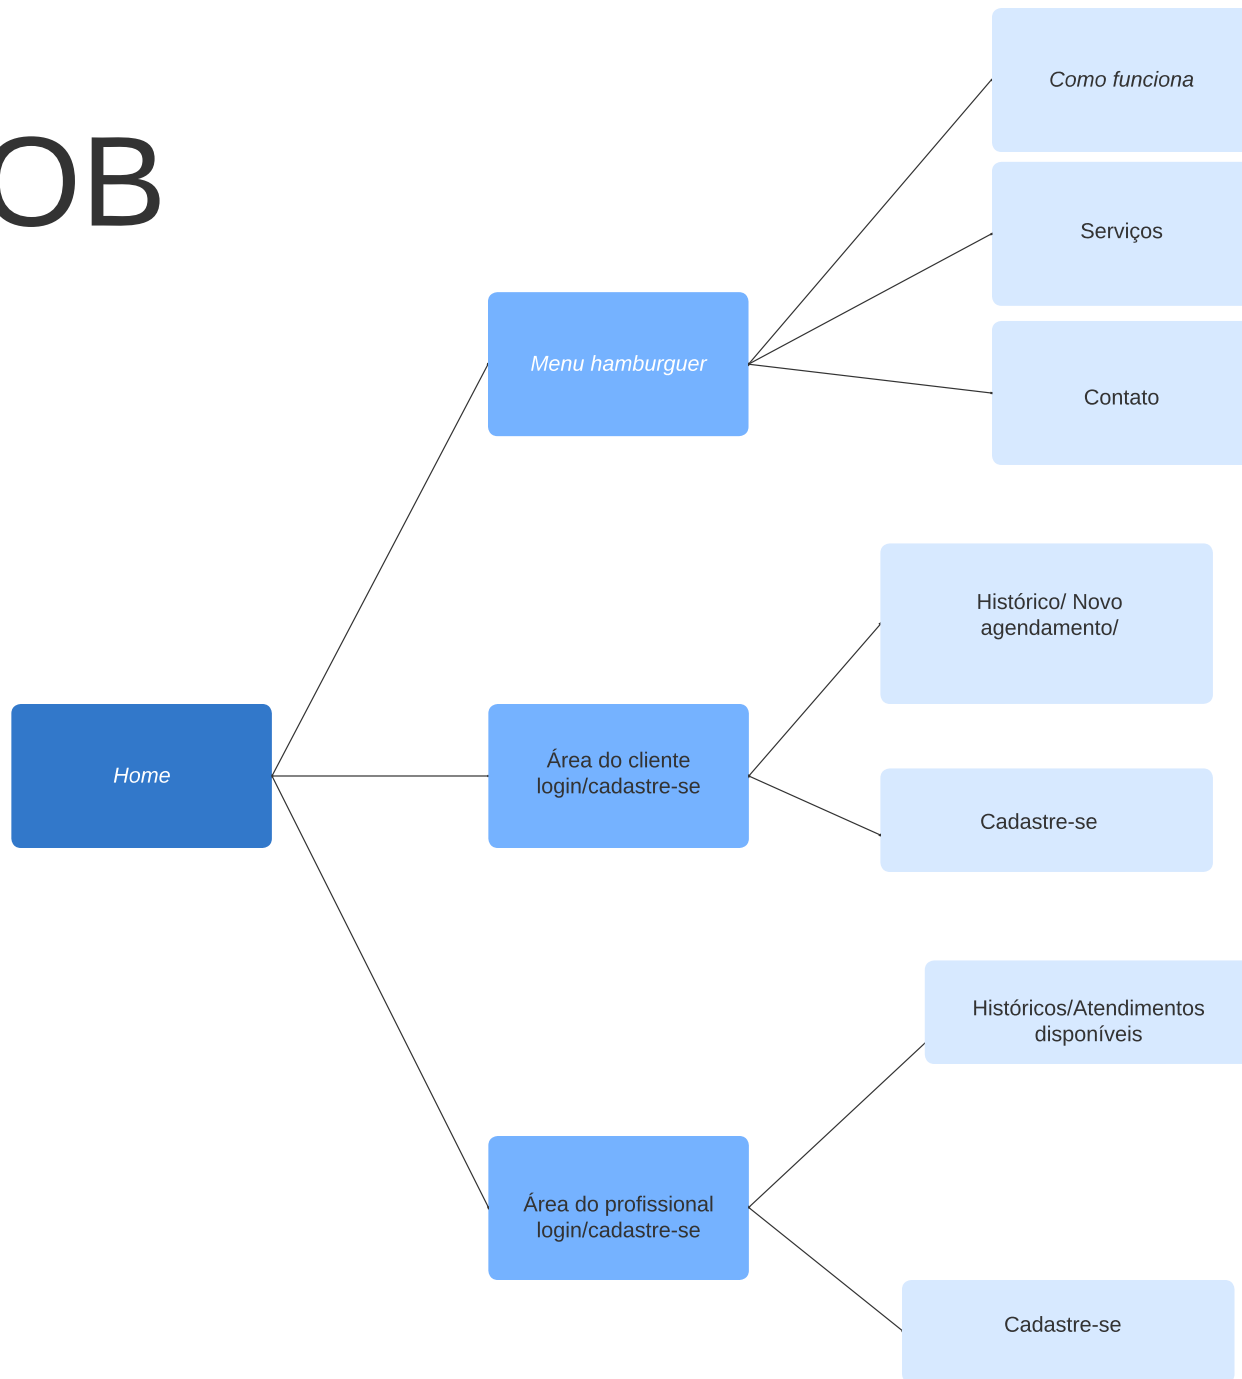 OB
Como funciona
Serviços
Menu hamburguer
Contato
Histórico/ Novo
agendamento/
Home
Área do cliente
login/cadastre-se
Cadastre-se
Históricos/Atendimentos
disponíveis
Área do profissional
login/cadastre-se
Cadastre-se